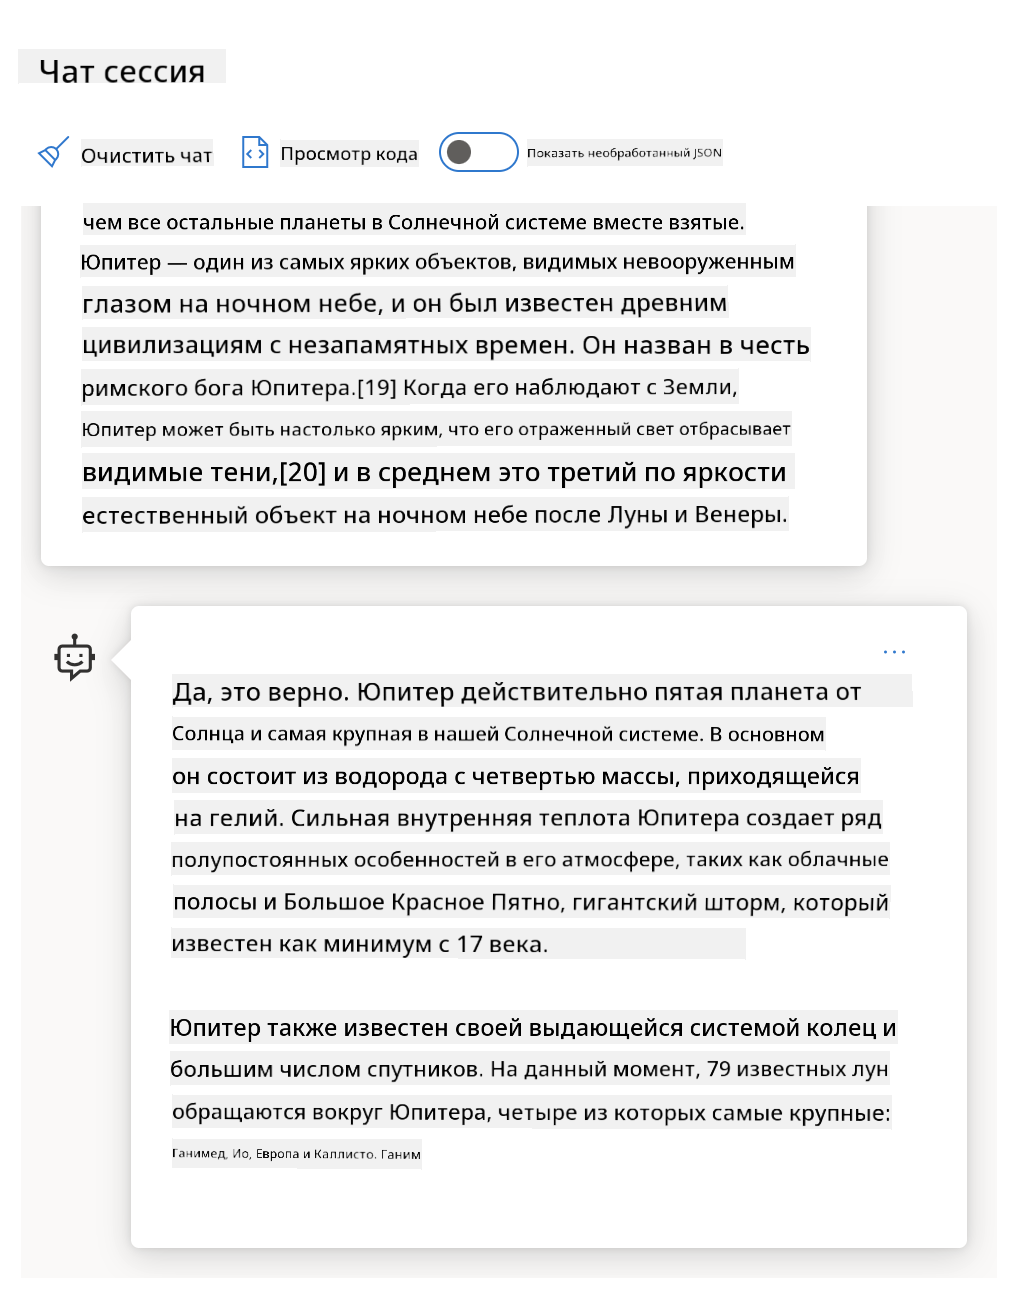 Чат сессия
Очистить чат
Просмотр кода
Показать необработанный JSON
чем все остальные планеты в Солнечной системе вместе взятые.
Юпитер — один из самых ярких объектов, видимых невооруженным
глазом на ночном небе, и он был известен древним
цивилизациям с незапамятных времен. Он назван в честь
римского бога Юпитера.[19] Когда его наблюдают с Земли,
Юпитер может быть настолько ярким, что его отраженный свет отбрасывает
видимые тени,[20] и в среднем это третий по яркости
естественный объект на ночном небе после Луны и Венеры.
Да, это верно. Юпитер действительно пятая планета от
Солнца и самая крупная в нашей Солнечной системе. В основном
он состоит из водорода с четвертью массы, приходящейся
на гелий. Сильная внутренняя теплота Юпитера создает ряд
полупостоянных особенностей в его атмосфере, таких как облачные
полосы и Большое Красное Пятно, гигантский шторм, который
известен как минимум с 17 века.
Юпитер также известен своей выдающейся системой колец и
большим числом спутников. На данный момент, 79 известных лун
обращаются вокруг Юпитера, четыре из которых самые крупные:
Ганимед, Ио, Европа и Каллисто. Ганим